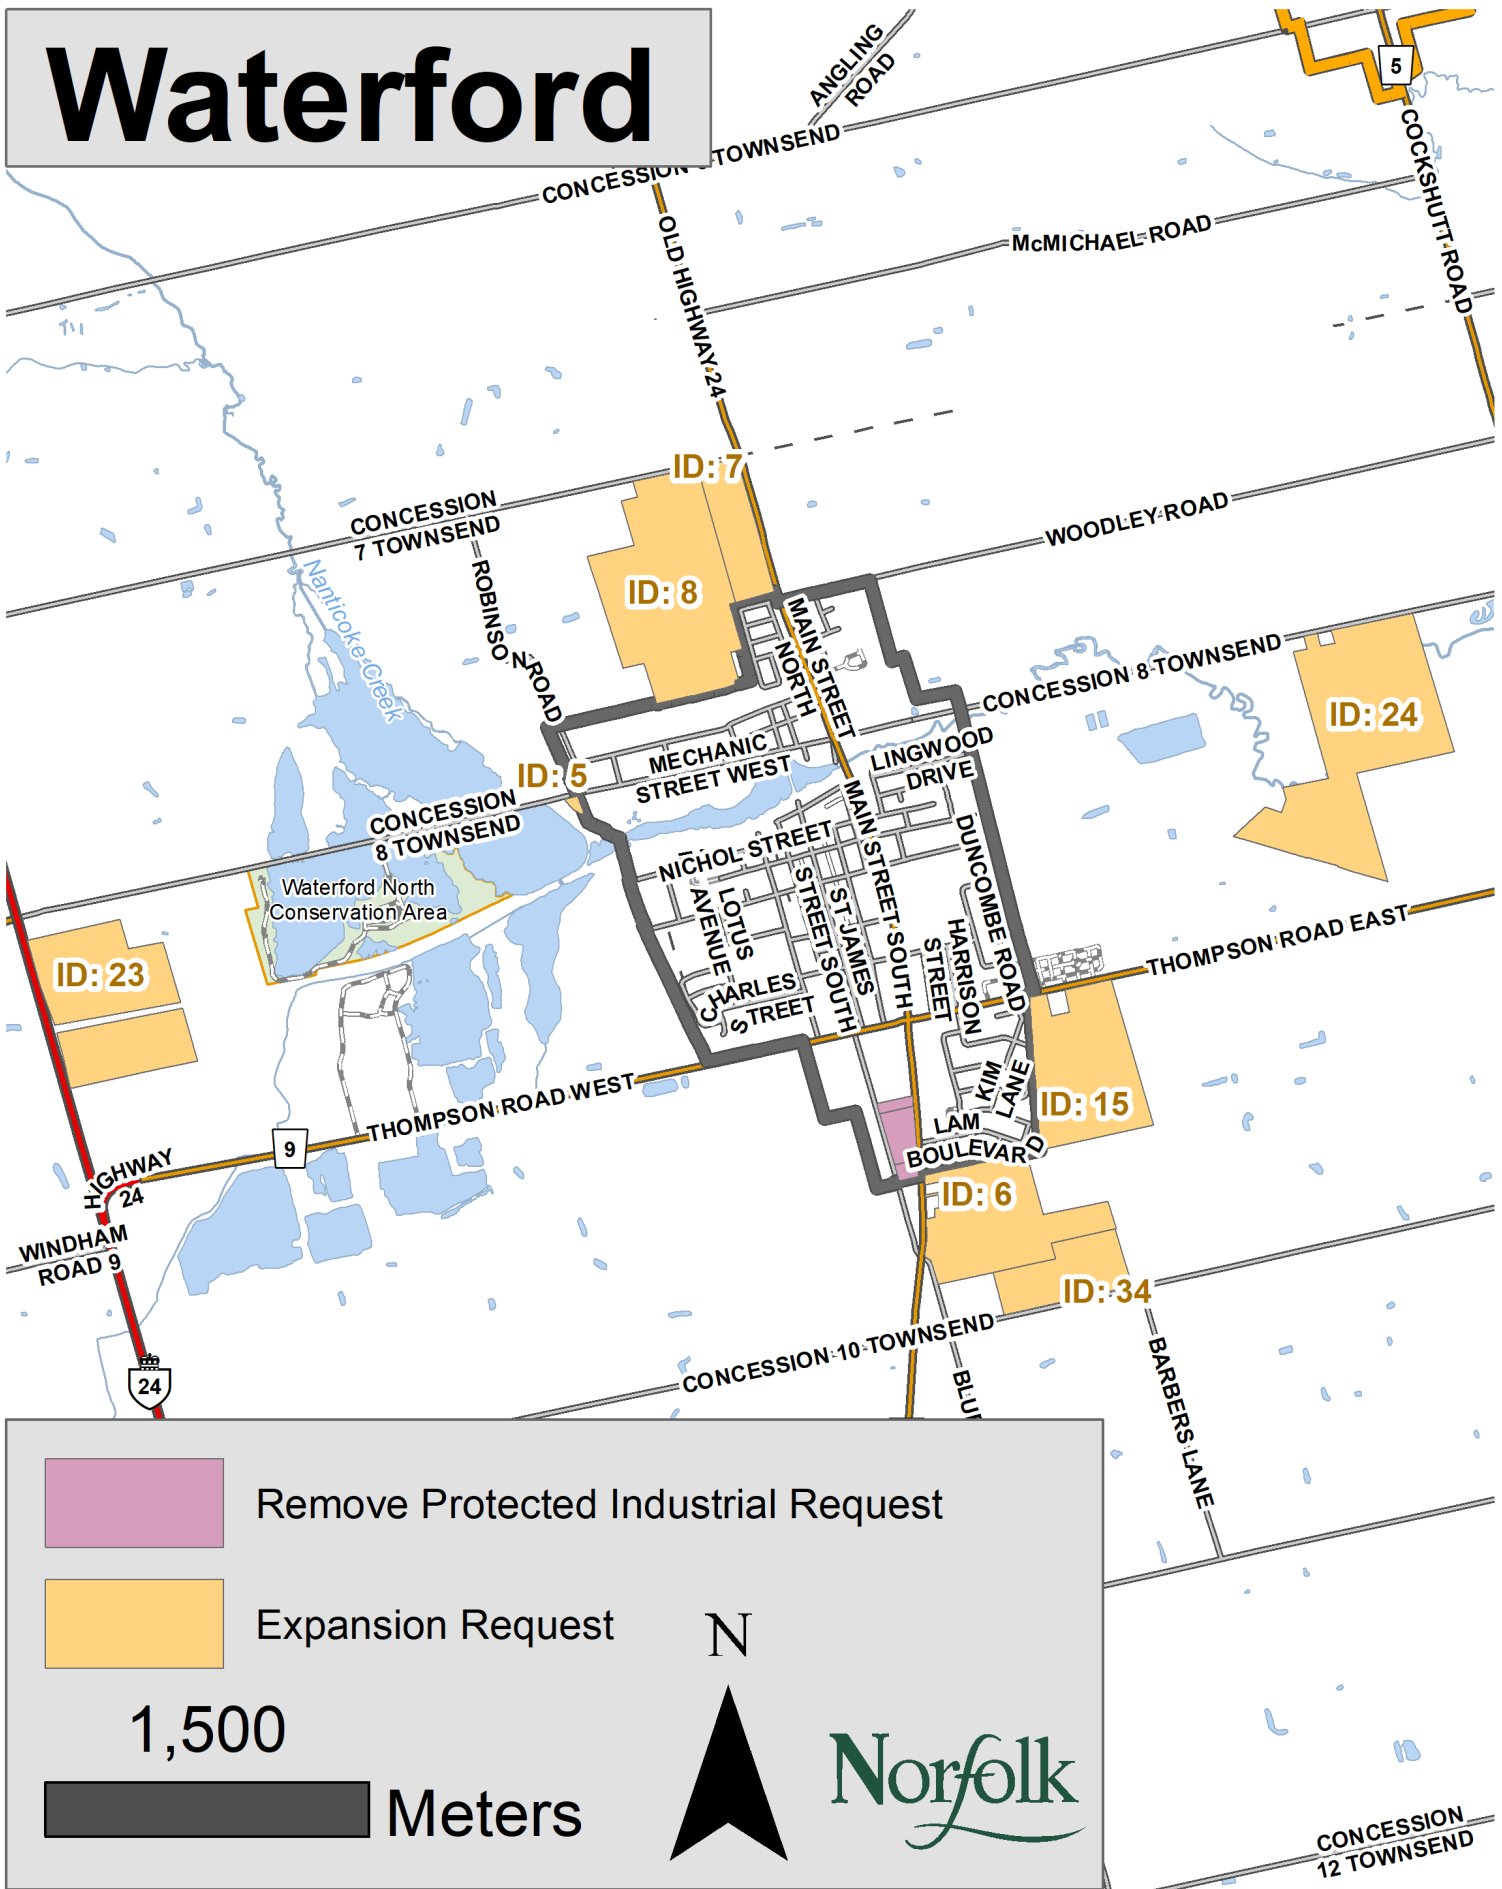 Waterford
ANGLING
ROAD
5
CONCESSION 6 TOWNSEND
COCKSHUTT ROAD
McMICHAEL ROAD
OLD HIGHWAY 24
ID: 7
CONCESSION
7 TOWNSEND
WOODLEY ROAD
Nanticoke Creek
ROBINSON ROAD
ID: 8
MAIN STREET
NORTH
CONCESSION 8 TOWNSEND
ID: 24
MECHANIC
STREET WEST
LINGWOOD
DRIVE
ID: 5
CONCESSION
8 TOWNSEND
MAIN STREET SOUTH
DUNCOMBE ROAD
NICHOL STREET
Waterford North
Conservation Area
LOTUS
AVENUE
ST JAMES
STREET SOUTH
HARRISON
STREET
THOMPSON ROAD EAST
ID: 23
CHARLES
STREET
KIM
LANE
ID: 15
THOMPSON ROAD WEST
9
LAM
BOULEVARD
HIGHWAY
24
ID: 6
WINDHAM
ROAD 9
ID: 34
CONCESSION 10 TOWNSEND
24
BARBERS LANE
Remove Protected Industrial Request
Expansion Request
N
1,500
Meters
Norfolk
CONCESSION
12 TOWNSEND